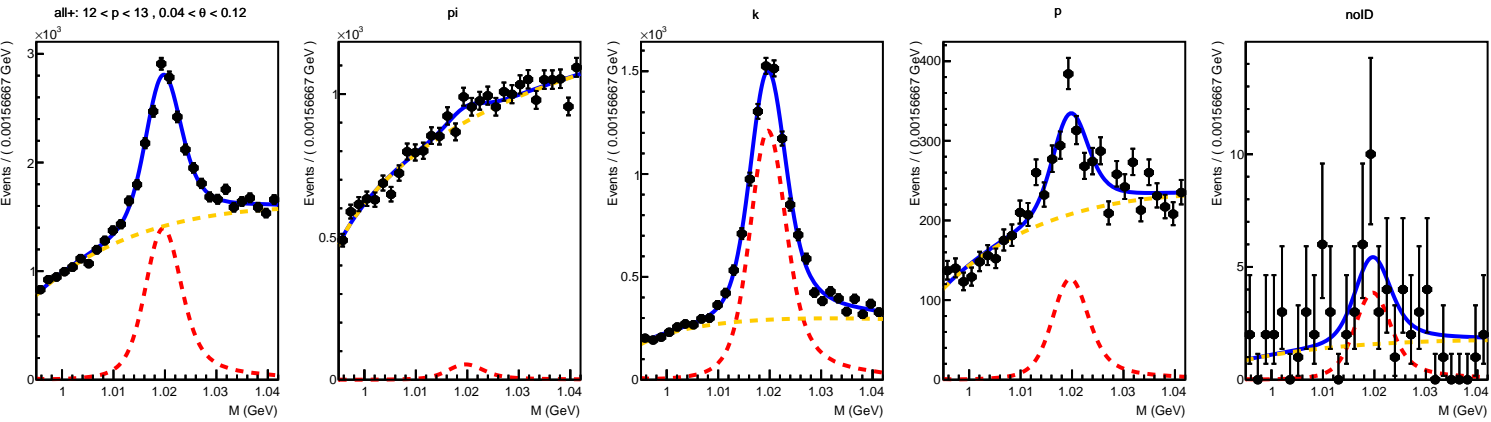 all+: 12 < p < 13 , 0.04 < θ < 0.12
×10³
Events / ( 0.00156667 GeV )
3
2
1
0
1 1.01 1.02 1.03 1.04
M (GeV)
pi
×10³
Events / ( 0.00156667 GeV )
1
0.5
0
1 1.01 1.02 1.03 1.04
M (GeV)
k
×10³
Events / ( 0.00156667 GeV )
1.5
1
0.5
0
1 1.01 1.02 1.03 1.04
M (GeV)
p
Events / ( 0.00156667 GeV )
400
300
200
100
0
1 1.01 1.02 1.03 1.04
M (GeV)
noID
Events / ( 0.00156667 GeV )
10
5
0
1 1.01 1.02 1.03 1.04
M (GeV)